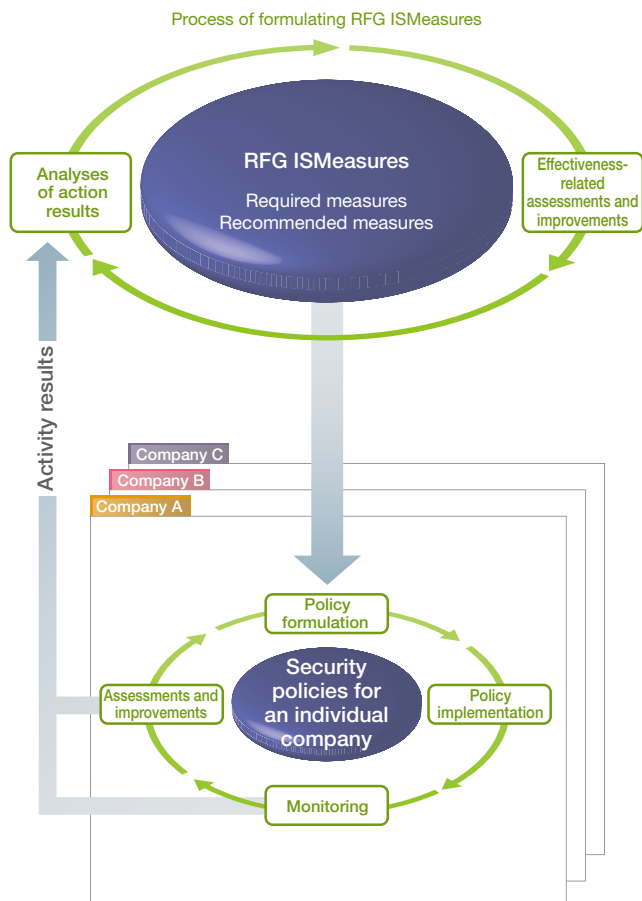 Process of formulating RFG ISMeasures
RFG ISMeasures
Required measures
Recommended measures
Analyses
of action
results
Effectiveness-
related
assessments and
improvements
Activity results
Company C
Company B
Company A
Policy
formulation
Security
policies for
an individual
company
Assessments and
improvements
Policy
implementation
Monitoring